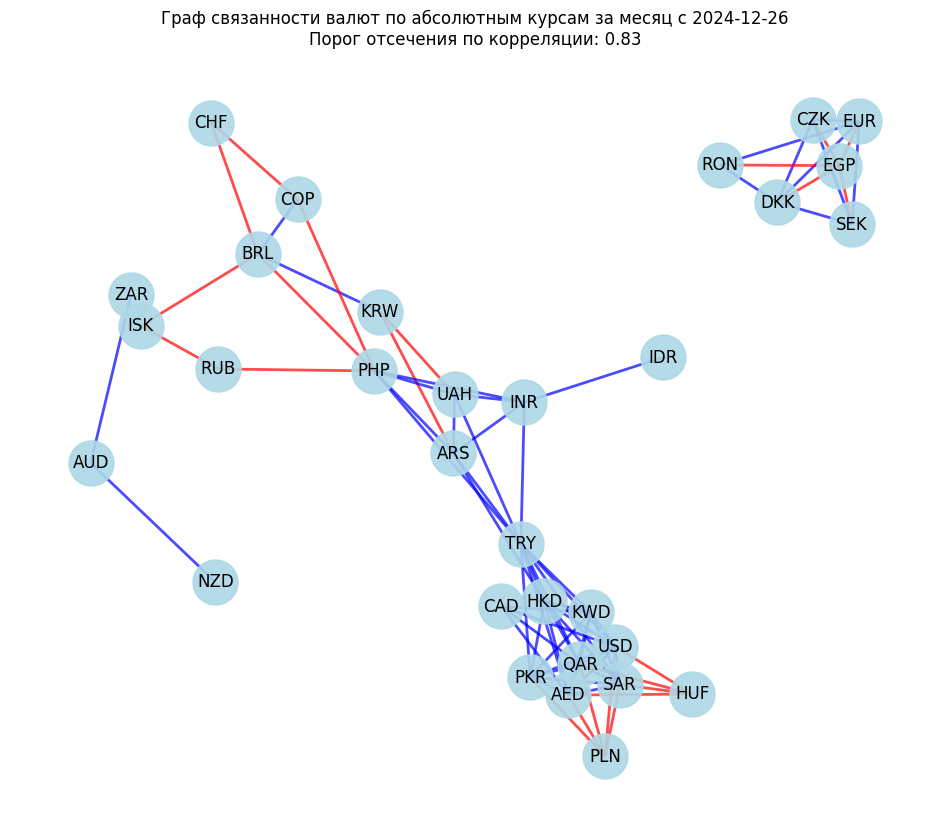 Граф связанности валют по абсолютным курсам за месяц с 2024-12-26
Порог отсечения по корреляции: 0.83
CHF
CZK
EUR
RON
EGP
COP
DKK
SEK
BRL
ZAR
KRW
ISK
IDR
RUB
PHP
UAH
INR
ARS
AUD
TRY
NZD
HKD
CAD
KWD
USD
QAR
PKR
SAR
AED
HUF
PLN